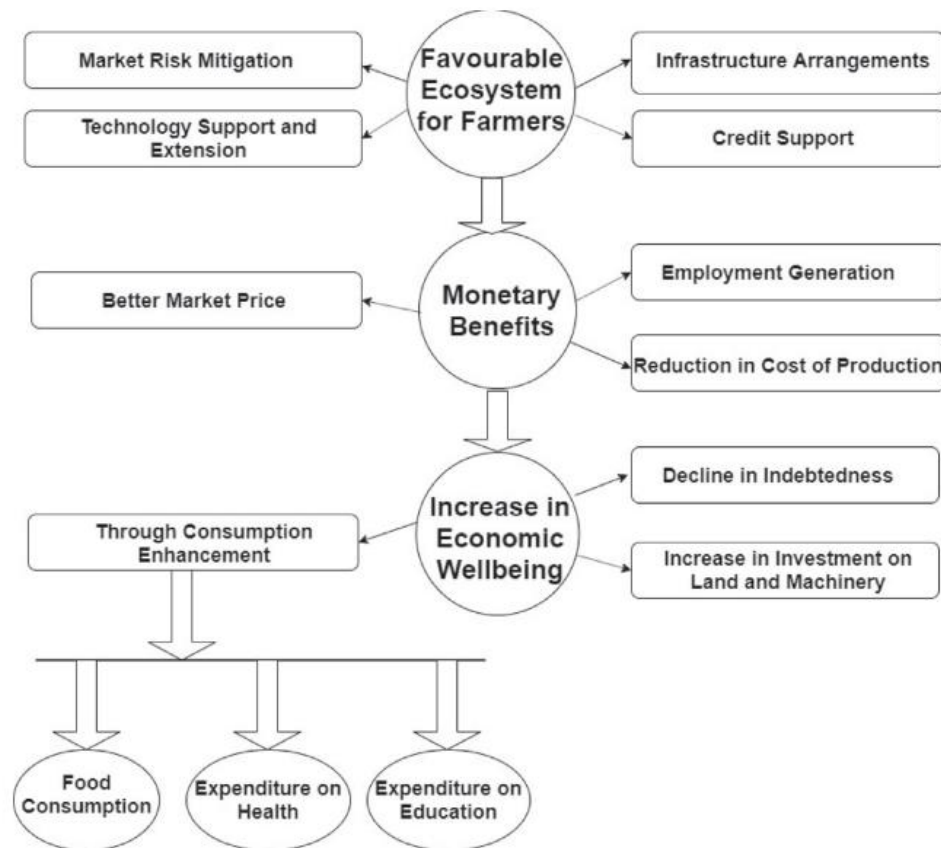 Market Risk Mitigation
Favourable
Ecosystem
for Farmers
Infrastructure Arrangements
Technology Support and
Extension
Credit Support
Better Market Price
Monetary
Benefits
Employment Generation
Reduction in Cost of Production
Through Consumption
Enhancement
Increase in
Economic
Wellbeing
Decline in Indebtedness
Increase in Investment on
Land and Machinery
Food
Consumption
Expenditure on
Health
Expenditure on
Education